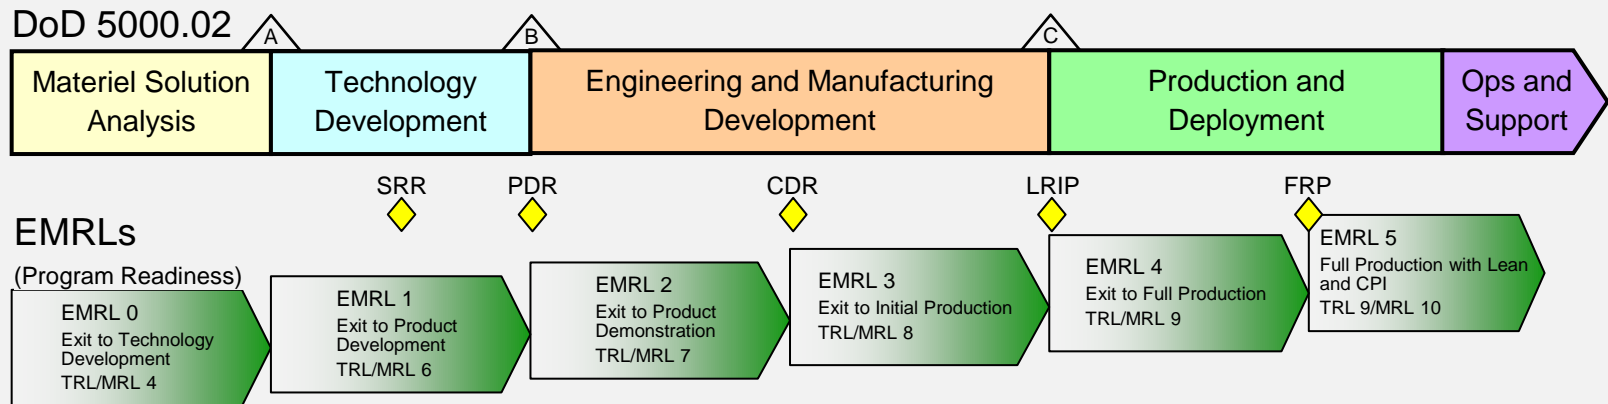 DoD 5000.02
A
B
C
Materiel Solution
Analysis
Technology
Development
Engineering and Manufacturing
Development
Production and
Deployment
Ops and
Support
SRR
PDR
CDR
LRIP
FRP
EMRLs
(Program Readiness)
EMRL 0
Exit to Technology
Development
TRL/MRL 4
EMRL 1
Exit to Product
Development
TRL/MRL 6
EMRL 2
Exit to Product
Demonstration
TRL/MRL 7
EMRL 3
Exit to Initial Production
TRL/MRL 8
EMRL 4
Exit to Full Production
TRL/MRL 9
EMRL 5
Full Production with Lean
and CPI
TRL 9/MRL 10